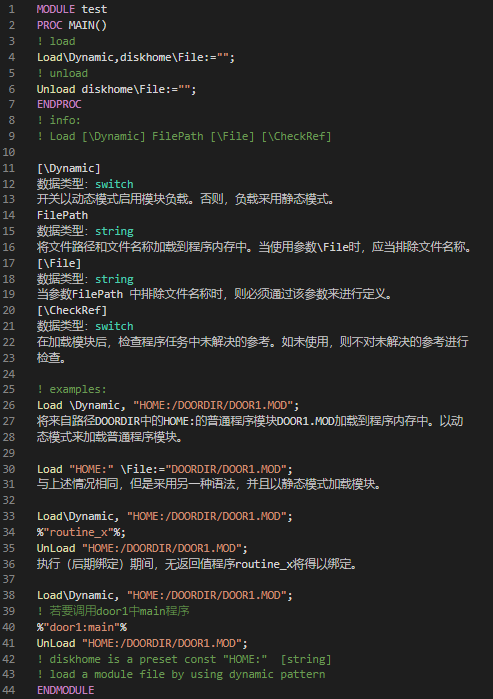 1 MODULE test
2 PROC MAIN()
3 ! load
4 Load\Dynamic,diskhome\File:="";
5 ! unload
6 Unload diskhome\File:="";
7 ENDPROC
8 ! info:
9 ! Load [\Dynamic] FilePath [\File] [\CheckRef]
10
11 [\Dynamic]
12 数据类型：switch
13 开关以动态模式启用模块负载。否则，负载采用静态模式。
14 FilePath
15 数据类型：string
16 将文件路径和文件名称加载到程序内存中。当使用参数\File时，应当排除文件名称。
17 [\File]
18 数据类型：string
19 当参数FilePath 中排除文件名称时，则必须通过该参数来进行定义。
20 [\CheckRef]
21 数据类型：switch
22 在加载模块后，检查程序任务中未解决的参考。如未使用，则不对未解决的参考进行
23 检查。
24
25 ! examples:
26 Load \Dynamic, "HOME:/DOORDIR/DOOR1.MOD";
27 将来自路径DOORDIR中的HOME:的普通程序模块DOOR1.MOD加载到程序内存中。以动
28 态模式来加载普通程序模块。
29
30 Load "HOME:" \File:="DOORDIR/DOOR1.MOD";
31 与上述情况相同，但是采用另一种语法，并且以静态模式加载模块。
32
33 Load\Dynamic, "HOME:/DOORDIR/DOOR1.MOD";
34 %"routine_x"%;
35 UnLoad "HOME:/DOORDIR/DOOR1.MOD";
36 执行（后期绑定）期间，无返回值程序routine_x将得以绑定。
37
38 Load\Dynamic, "HOME:/DOORDIR/DOOR1.MOD";
39 ! 若要调用door1中main程序
40 %"door1:main"%
41 UnLoad "HOME:/DOORDIR/DOOR1.MOD";
42 ! diskhome is a preset const "HOME:"  [string]
43 ! load a module file by using dynamic pattern
44 ENDMODULE